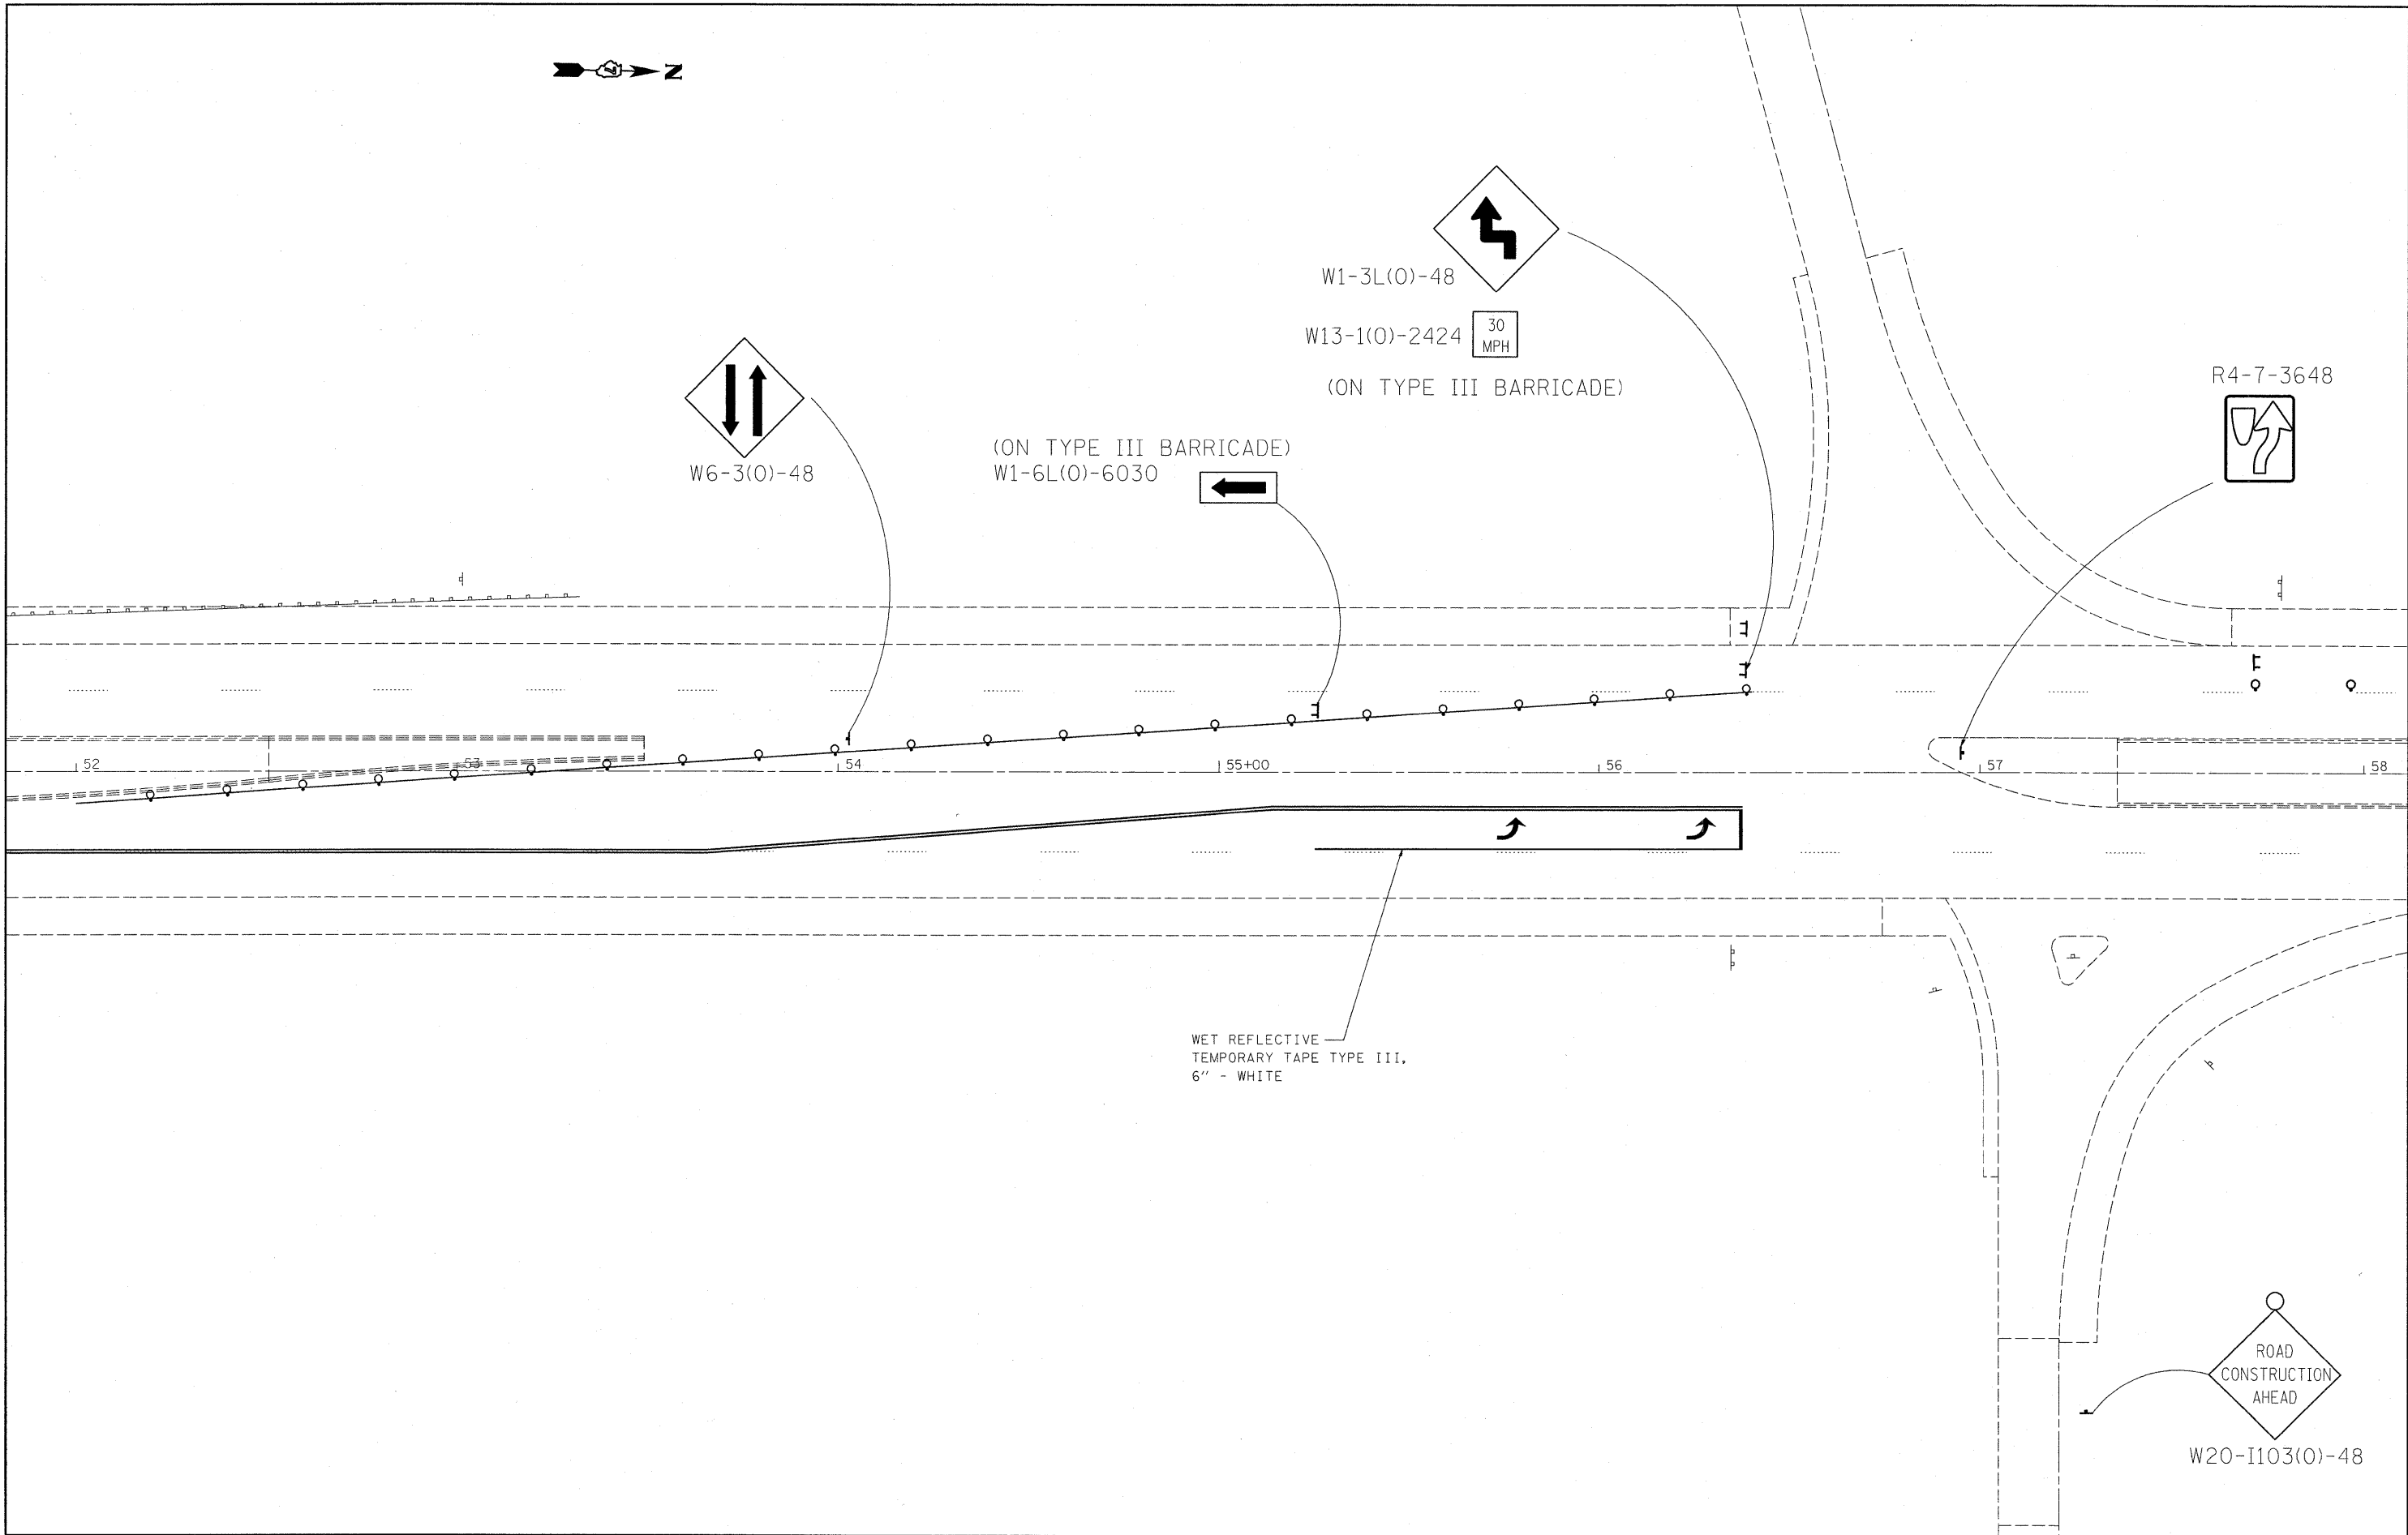 N
W1-3L(O)-48
W13-1(O)-2424
30
MPH
(ON TYPE III BARRICADE)
R4-7-3648
W6-3(O)-48
(ON TYPE III BARRICADE)
W1-6L(O)-6030
52
53
54
55+00
56
57
58
WET REFLECTIVE
TEMPORARY TAPE TYPE III,
6" - WHITE
ROAD
CONSTRUCTION
AHEAD
W20-I103(O)-48